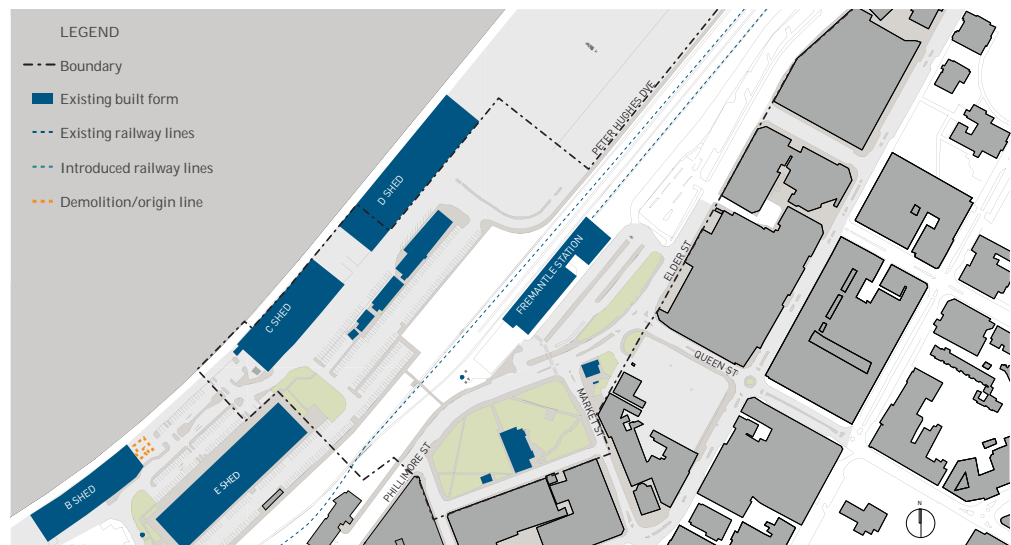 LEGEND
Boundary
Existing built form
Existing railway lines
Introduced railway lines
Demolition/origin line
PETER HUGHES DVE
D SHED
FREMANTLE STATION
ELDER ST
C SHED
QUEEN ST
MARKET ST
PHILLIMORE ST
E SHED
B SHED
N